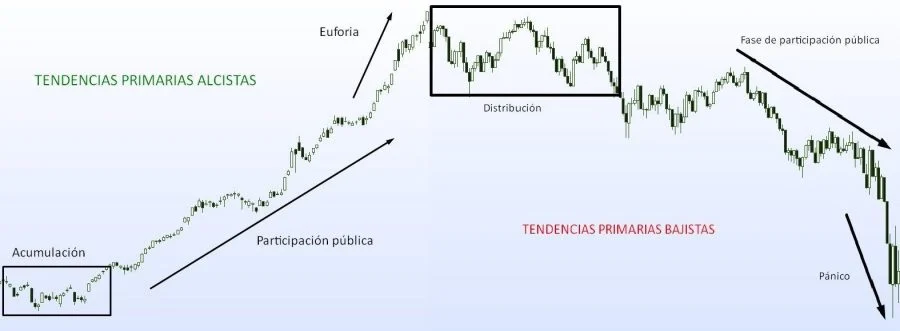 Euforia
TENDENCIAS PRIMARIAS ALCISTAS
Acumulación
Participación pública
Distribución
Fase de participación pública
TENDENCIAS PRIMARIAS BAJISTAS
Pánico